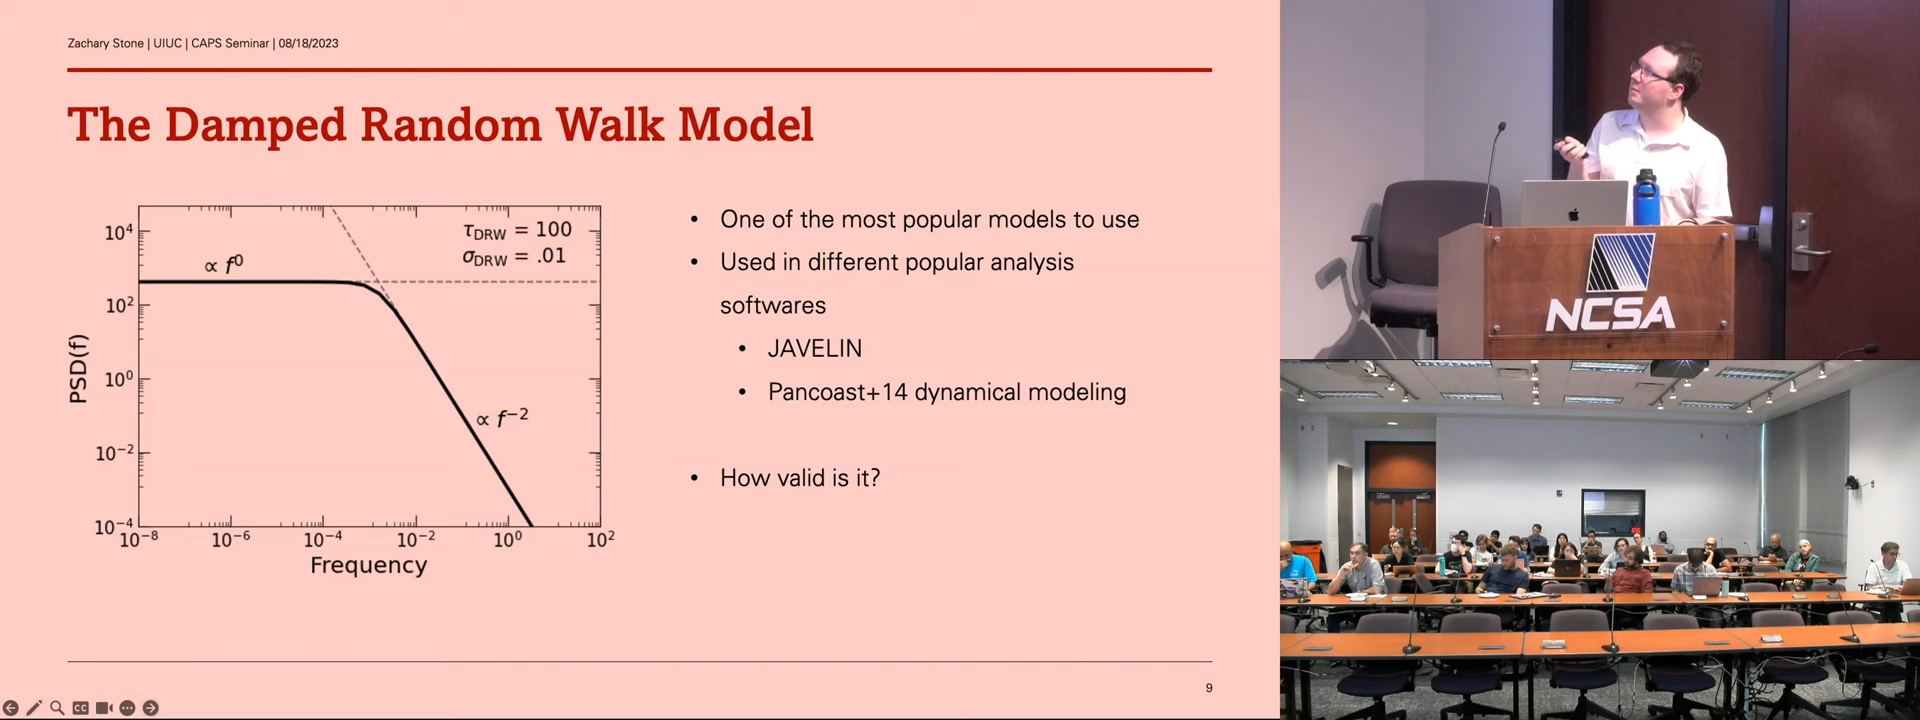 Zachary Stone | UIUC | CAPS Seminar | 08/18/2023
The Damped Random Walk Model
10⁴
10²
10⁰
10⁻²
10⁻⁴
PSD(f)
∝ f⁰
τDRW = 100
σDRW = .01
∝ f⁻²
10⁻⁸ 10⁻⁶ 10⁻⁴ 10⁻² 10⁰ 10²
Frequency
• One of the most popular models to use
• Used in different popular analysis
softwares
• JAVELIN
• Pancoast+14 dynamical modeling
• How valid is it?
9
CC
NCSA